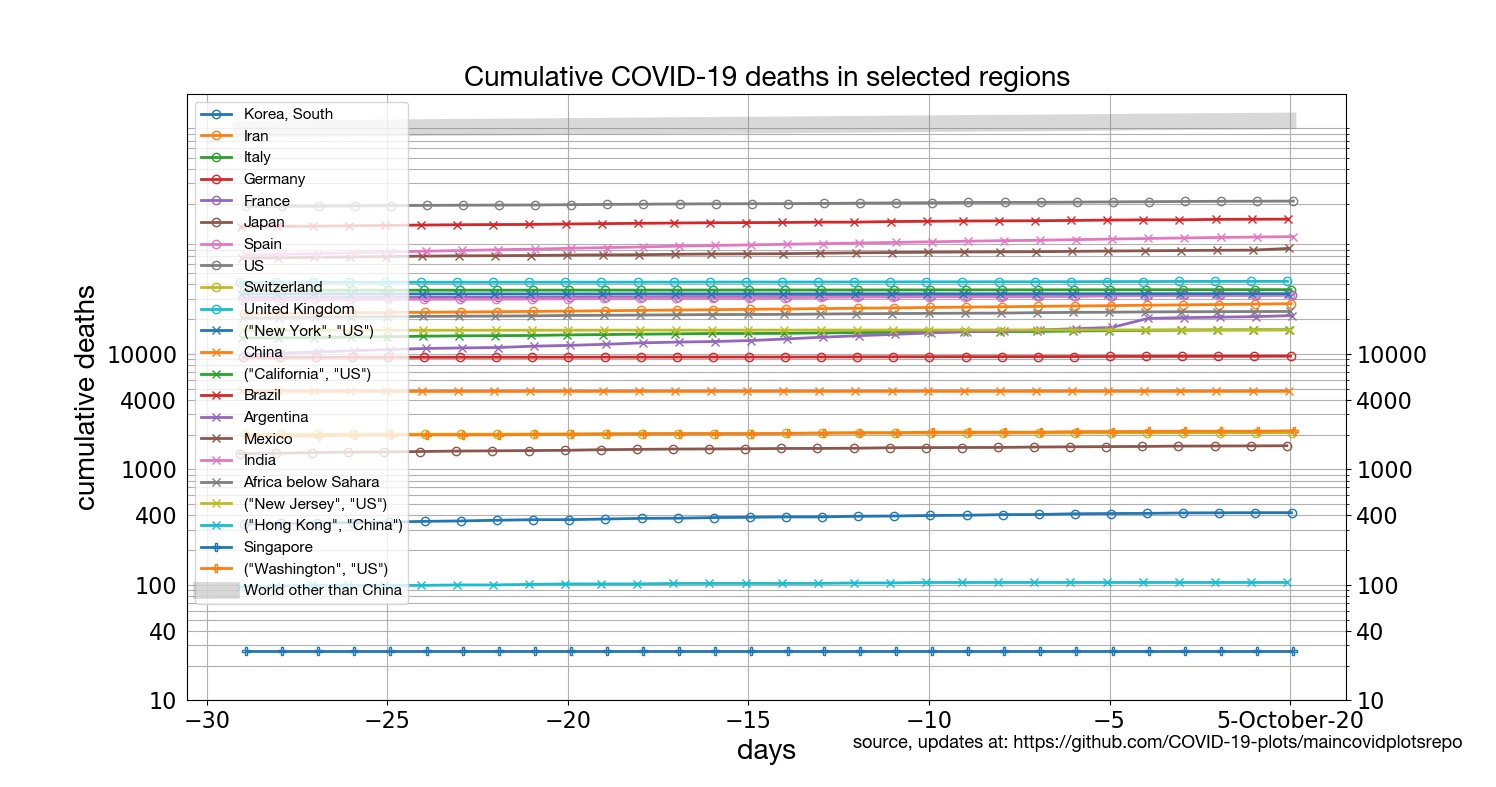 Cumulative COVID-19 deaths in selected regions
Korea, South
Iran
Italy
Germany
France
Japan
Spain
US
Switzerland
United Kingdom
("New York", "US")
China
("California", "US")
Brazil
Argentina
Mexico
India
Africa below Sahara
("New Jersey", "US")
("Hong Kong", "China")
Singapore
("Washington", "US")
World other than China
cumulative deaths
10000
4000
1000
400
100
40
10
10000
4000
1000
400
100
40
10
−30 −25 −20 −15 −10 −5 5-October-20
days
source, updates at: https://github.com/COVID-19-plots/maincovidplotsrepo